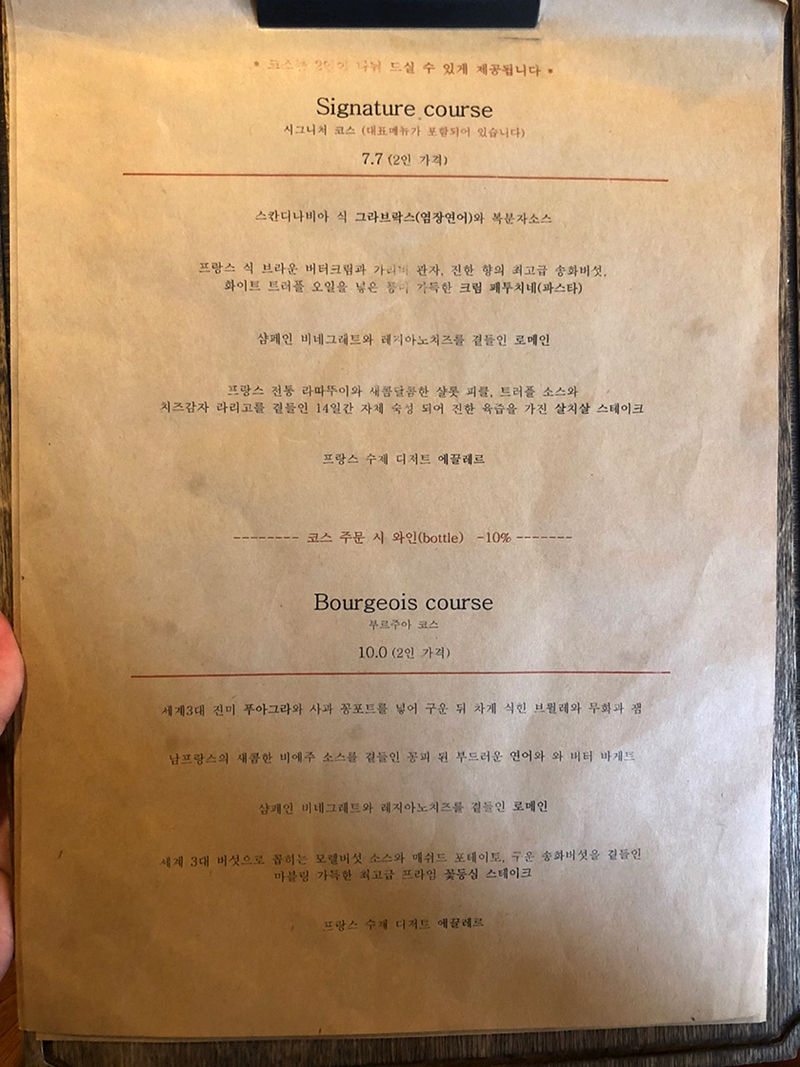 * 코스는 2인이 나눠 드실 수 있게 제공됩니다 *
Signature course
시그니처 코스 (대표메뉴가 포함되어 있습니다)
7.7 (2인 가격)
스칸디나비아 식 그라브락스(염장연어)와 복분자소스
프랑스 식 브라운 버터크림과 가리비 관자, 진한 향의 최고급 송화버섯,
화이트 트러플 오일을 넣은 풍미 가득한 크림 페투치네(파스타)
샴페인 비네그래트와 레지아노치즈를 곁들인 로메인
프랑스 전통 라따뚜이와 새콤달콤한 샬롯 피클, 트러플 소스와
치즈감자 라리고를 곁들인 14일간 자체 숙성 되어 진한 육즙을 가진 살치살 스테이크
프랑스 수제 디저트 에끌레르
-------- 코스 주문 시 와인(bottle) -10% -------
Bourgeois course
부르주아 코스
10.0 (2인 가격)
세계3대 진미 푸아그라와 사과 꽁포트를 넣어 구운 뒤 차게 식힌 브륄레와 무화과 잼
남프랑스의 새콤한 비에주 소스를 곁들인 꽁피 된 부드러운 연어와 와 버터 바게트
샴페인 비네그래트와 레지아노치즈를 곁들인 로메인
세계 3대 버섯으로 꼽히는 모렐버섯 소스와 매쉬드 포테이토, 구운 송화버섯을 곁들인
마블링 가득한 최고급 프라임 꽃등심 스테이크
프랑스 수제 디저트 에끌레르